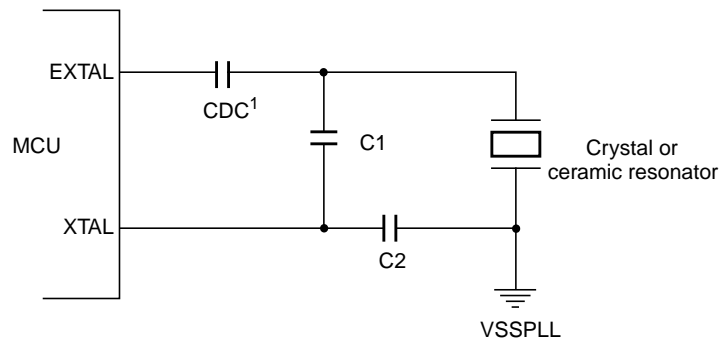 EXTAL
CDC¹
MCU
C1
Crystal or
ceramic resonator
XTAL
C2
VSSPLL